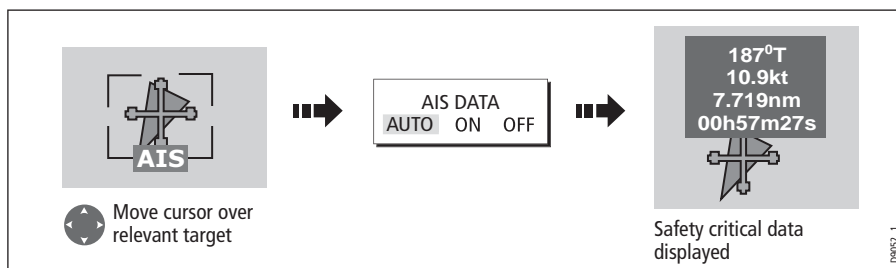 AIS
Move cursor over
relevant target
AIS DATA
AUTO ON OFF
187⁰T
10.9kt
7.719nm
00h57m27s
Safety critical data
displayed
D9057_1